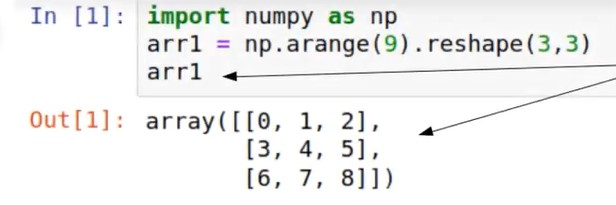 In [1]: import numpy as np
arr1 = np.arange(9).reshape(3,3)
arr1
Out[1]: array([[0, 1, 2],
[3, 4, 5],
[6, 7, 8]])